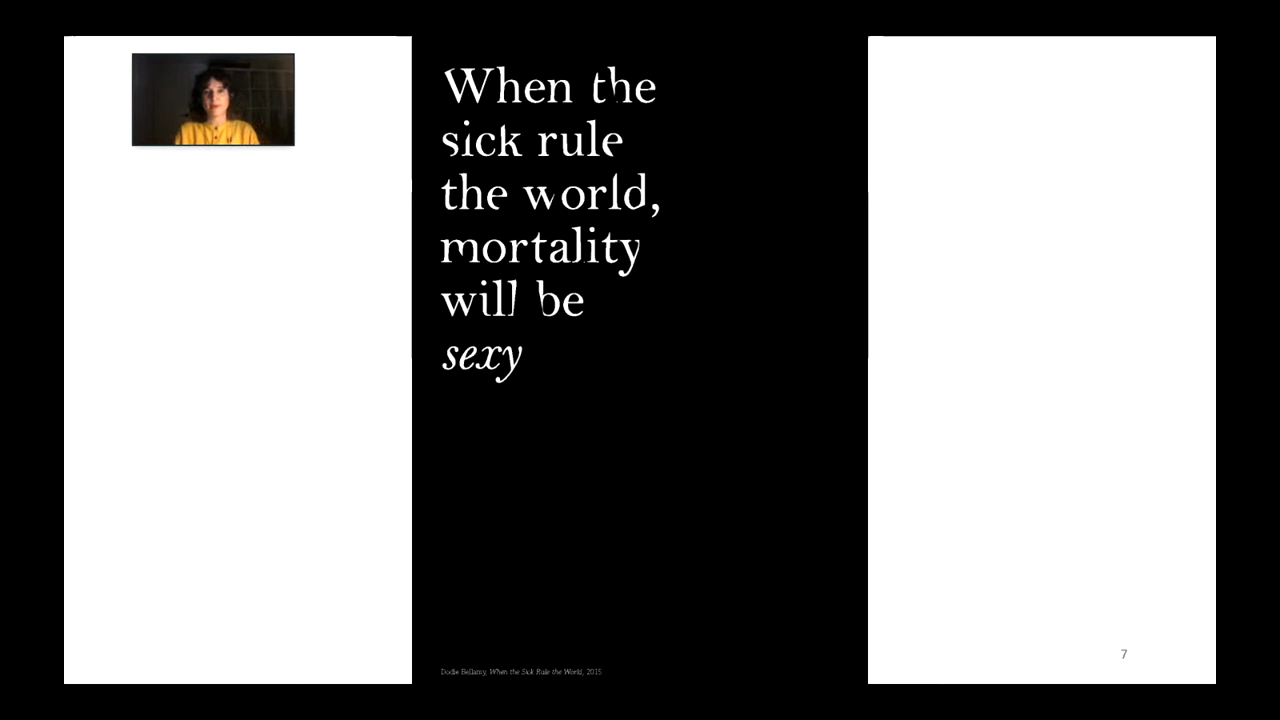 When the
sick rule
the world,
mortality
will be
sexy
Dodie Bellamy, When the Sick Rule the World, 2015
7